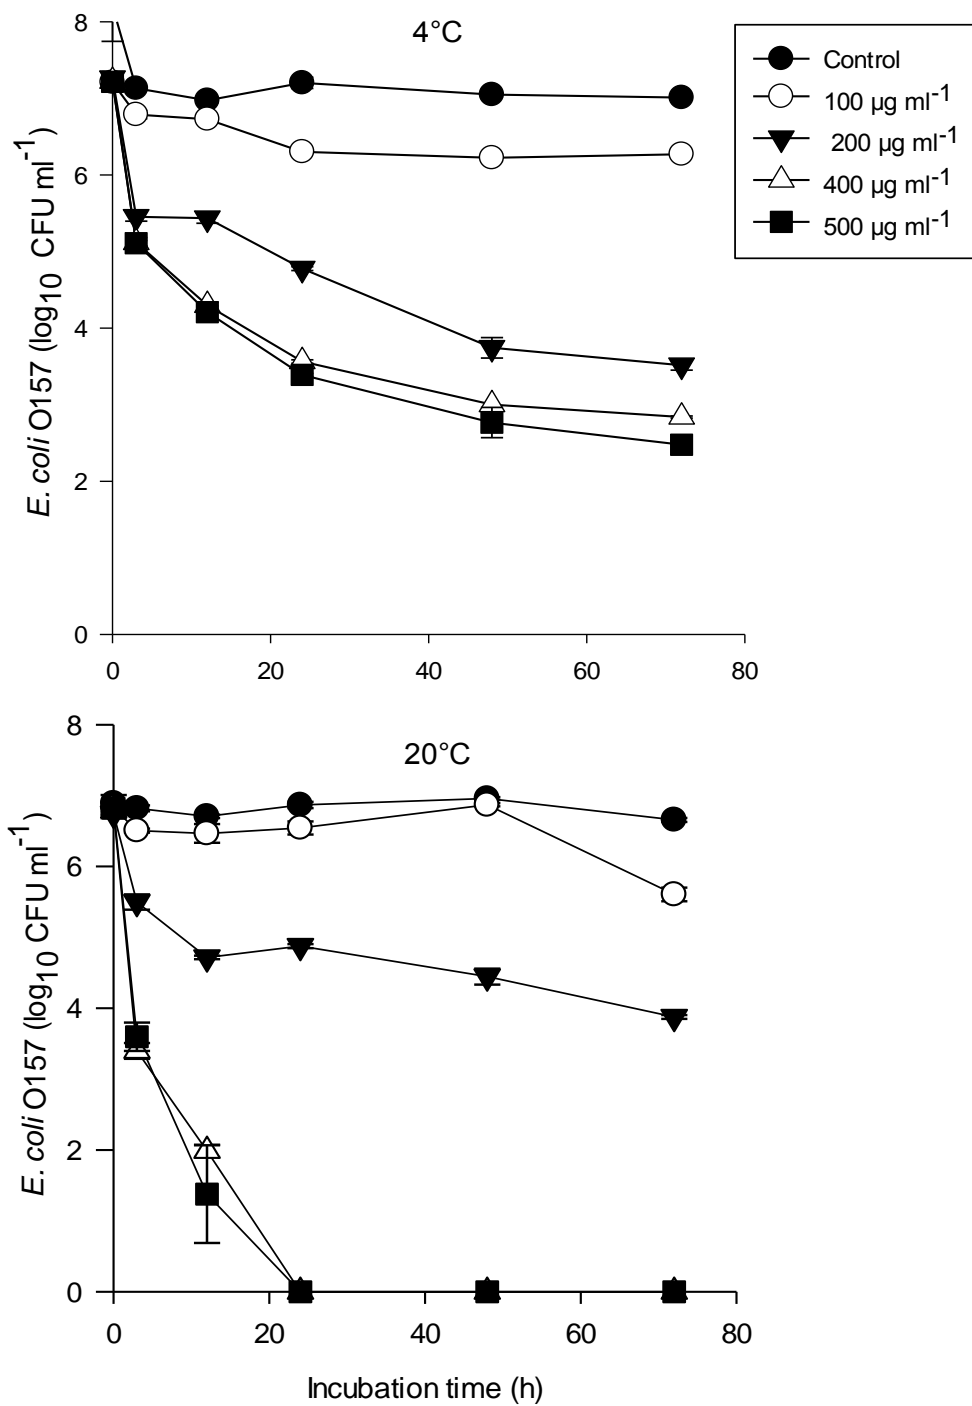 4°C
Control
100 µg ml-1
200 µg ml-1
400 µg ml-1
500 µg ml-1
E. coli O157 (log10 CFU ml-1)
8
6
4
2
0
0 20 40 60 80
20°C
E. coli O157 (log10 CFU ml-1)
8
6
4
2
0
0 20 40 60 80
Incubation time (h)